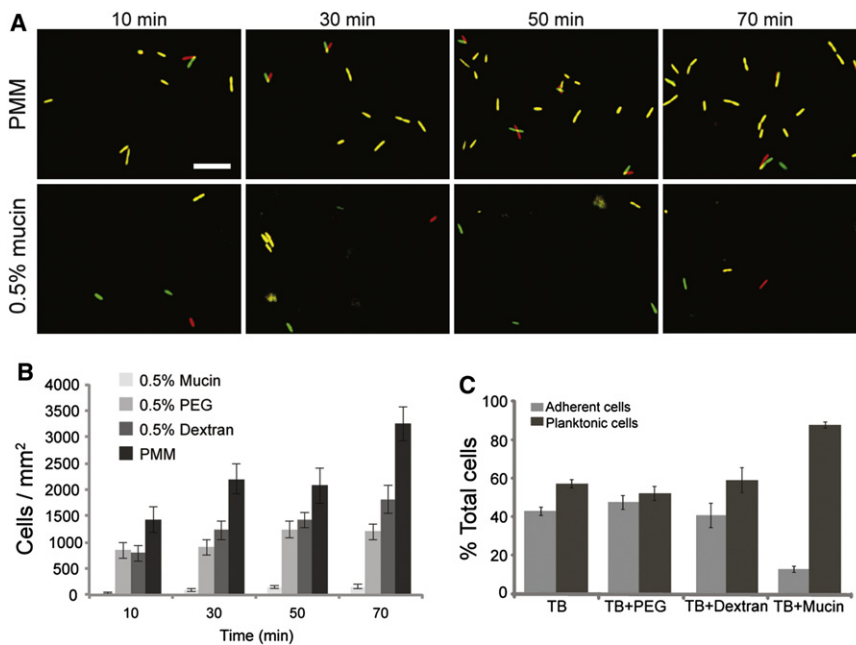 A
10 min 30 min 50 min 70 min
PMM
0.5% mucin
B
4000
3500
3000
2500
2000
1500
1000
500
0
Cells / mm²
0.5% Mucin
0.5% PEG
0.5% Dextran
PMM
10 30 50 70
Time (min)
C
100
80
60
40
20
0
% Total cells
Adherent cells
Planktonic cells
TB TB+PEG TB+Dextran TB+Mucin